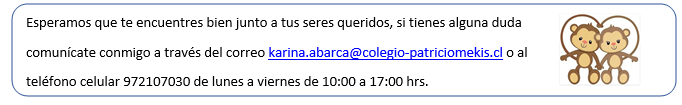 Esperamos que te encuentres bien junto a tus seres queridos, si tienes alguna duda
comunícate conmigo a través del correo karina.abarca@colegio-patriciomekis.cl o al
teléfono celular 972107030 de lunes a viernes de 10:00 a 17:00 hrs.